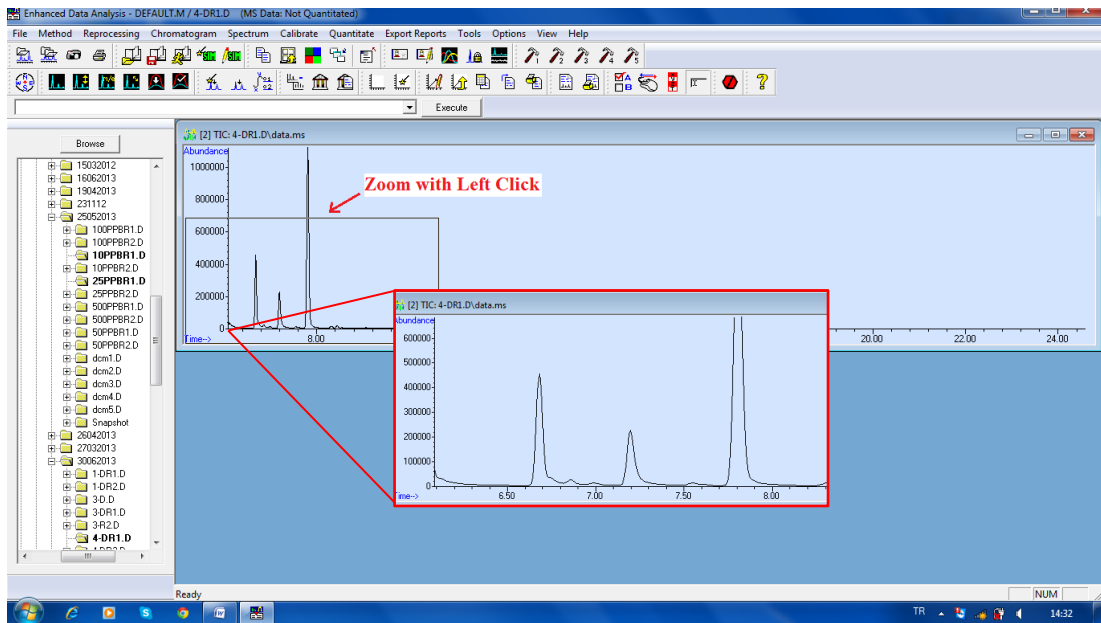 Enhanced Data Analysis - DEFAULT.M / 4-DR1.D (MS Data: Not Quantitated)
File Method Reprocessing Chromatogram Spectrum Calibrate Quantitate Export Reports Tools Options View Help
Execute
Browse
15032012
16062013
19042013
231112
25052013
100PPBR1.D
100PPBR2.D
10PPBR1.D
10PPBR2.D
25PPBR1.D
25PPBR2.D
500PPBR1.D
500PPBR2.D
50PPBR1.D
50PPBR2.D
dcm1.D
dcm2.D
dcm3.D
dcm4.D
dcm5.D
Snapshot
26042013
27032013
30062013
1-DR1.D
1-DR2.D
3-D.D
3-DR1.D
3-R2.D
4-DR1.D
[2] TIC: 4-DR1.D\data.ms
Abundance
1000000
800000
600000
400000
200000
0
Time-->
8.00
20.00
22.00
24.00
Zoom with Left Click
[2] TIC: 4-DR1.D\data.ms
600000
500000
400000
300000
200000
100000
0
6.50
7.00
7.50
8.00
Ready
NUM
TR
14:32